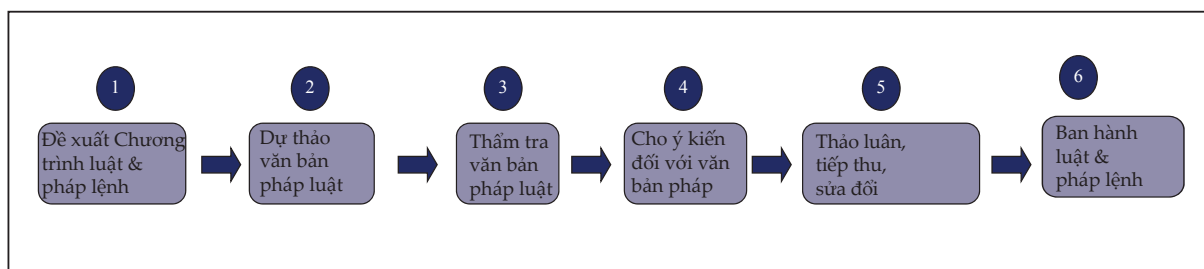 1
Đề xuất Chương
trình luật &
pháp lệnh
2
Dự thảo
văn bản
pháp luật
3
Thẩm tra
văn bản
pháp luật
4
Cho ý kiến
đối với văn
bản pháp
5
Thảo luân,
tiếp thu,
sửa đổi
6
Ban hành
luật &
pháp lệnh